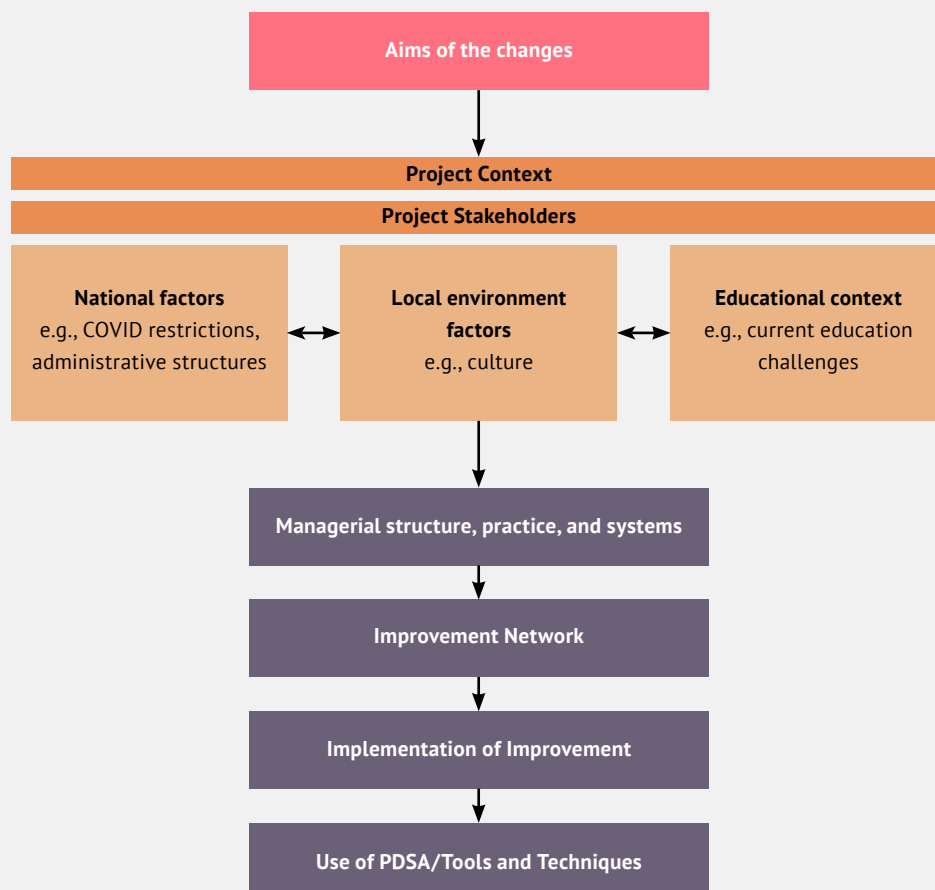 Aims of the changes
Project Context
Project Stakeholders
National factors
e.g., COVID restrictions,
administrative structures
Local environment
factors
e.g., culture
Educational context
e.g., current education
challenges
Managerial structure, practice, and systems
Improvement Network
Implementation of Improvement
Use of PDSA/Tools and Techniques